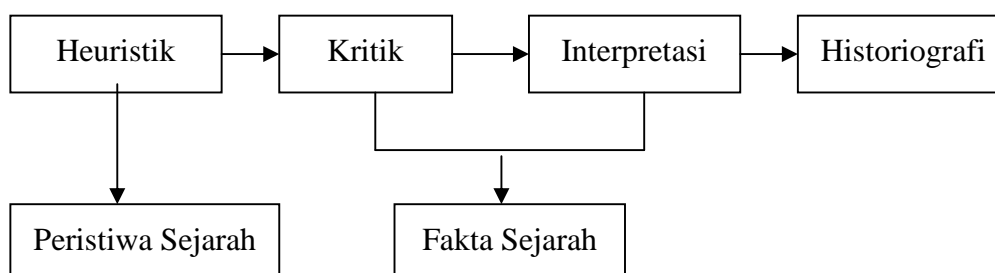 Heuristik
Kritik
Interpretasi
Historiografi
Peristiwa Sejarah
Fakta Sejarah